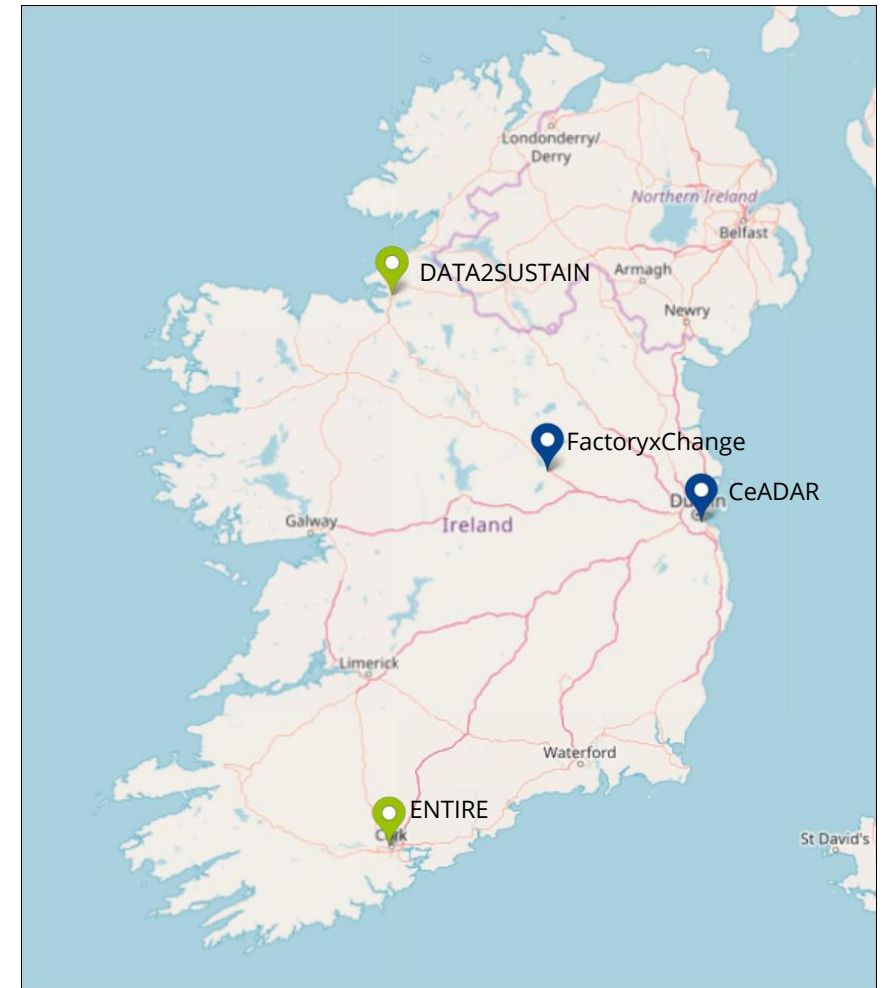 Londonderry/
Derry
Northern Ireland
Belfast
DATA2SUSTAIN
Armagh
Newry
FactoryxChange
CeADAR
Galway
Ireland
Limerick
Waterford
ENTIRE
St David's